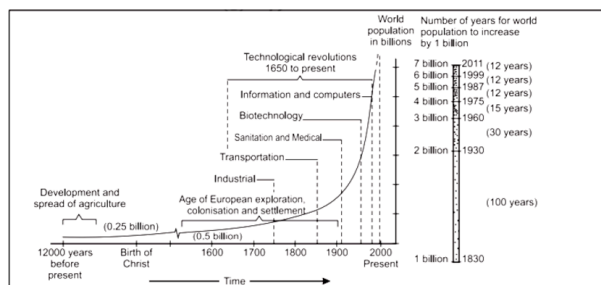 World
population
in billions
Number of years for world
population to increase
by 1 billion
Technological revolutions
1650 to present
Information and computers
Biotechnology
Sanitation and Medical
Transportation
Industrial
Development and
spread of agriculture
Age of European exploration,
colonisation and settlement
(0.25 billion)
(0.5 billion)
12000 years
before
present
Birth of
Christ
1600
1700
1800
1900
2000
Present
Time
7 billion 2011
(12 years)
6 billion 1999
(12 years)
5 billion 1987
(12 years)
4 billion 1975
(15 years)
3 billion 1960
(30 years)
2 billion 1930
(100 years)
1 billion 1830